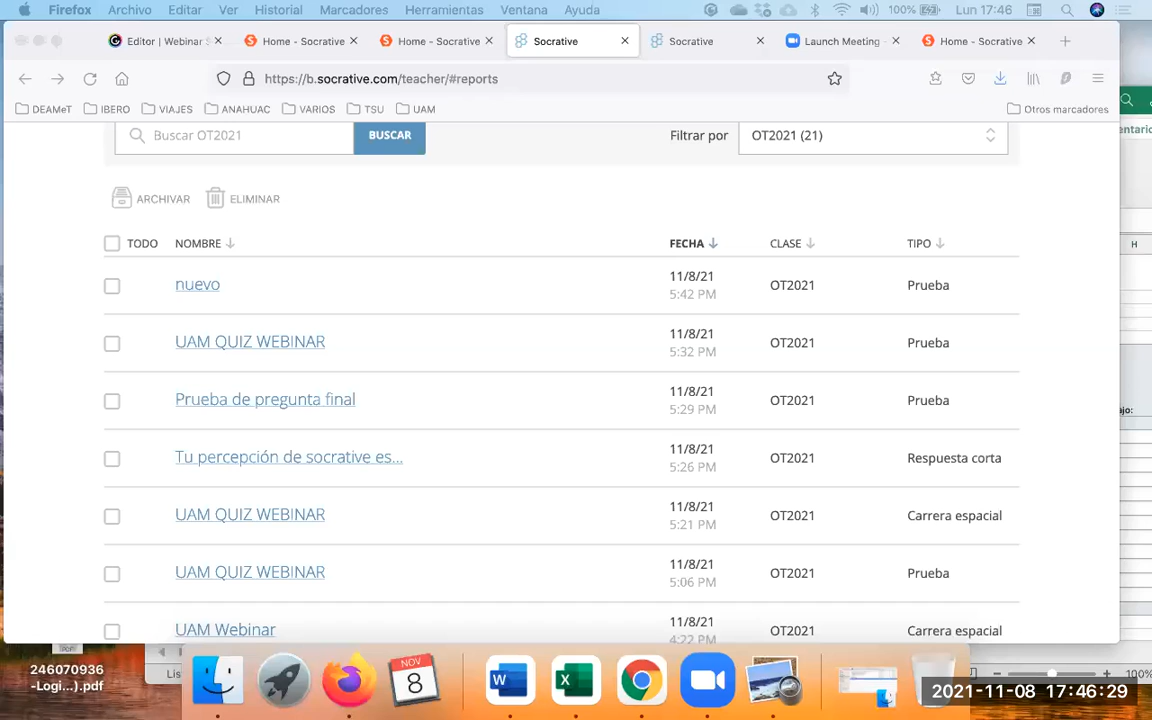 Firefox Archivo Editar Ver Historial Marcadores Herramientas Ventana Ayuda 100% Lun 17:46
Editor | Webinar S Home - Socrative Home - Socrative Socrative Socrative Launch Meeting - Home - Socrative
https://b.socrative.com/teacher/#reports
DEAMeT IBERO VIAJES ANAHUAC VARIOS TSU UAM Otros marcadores
Buscar OT2021 BUSCAR Filtrar por OT2021 (21)
ARCHIVAR ELIMINAR
TODO NOMBRE FECHA CLASE TIPO
nuevo 11/8/21 5:42 PM OT2021 Prueba
UAM QUIZ WEBINAR 11/8/21 5:32 PM OT2021 Prueba
Prueba de pregunta final 11/8/21 5:29 PM OT2021 Prueba
Tu percepción de socrative es... 11/8/21 5:26 PM OT2021 Respuesta corta
UAM QUIZ WEBINAR 11/8/21 5:21 PM OT2021 Carrera espacial
UAM QUIZ WEBINAR 11/8/21 5:06 PM OT2021 Prueba
UAM Webinar 11/8/21 4:22 PM OT2021 Carrera espacial
entario
H
ajo:
PDF
246070936
-Logi...).pdf
Lis
NOV
8
W
X
100%
2021-11-08 17:46:29